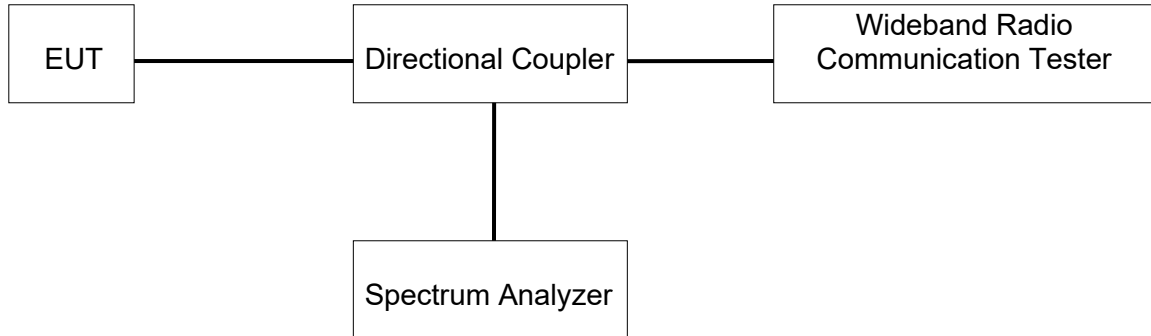 EUT
Directional Coupler
Wideband Radio
Communication Tester
Spectrum Analyzer